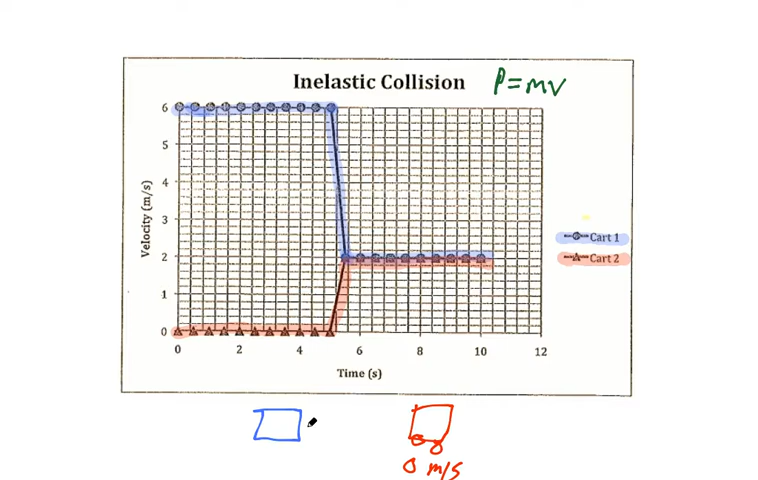 Inelastic Collision
P = mv
6
5
4
3
2
1
0
Velocity (m/s)
0 2 4 6 8 10 12
Time (s)
Cart 1
Cart 2
0 m/s